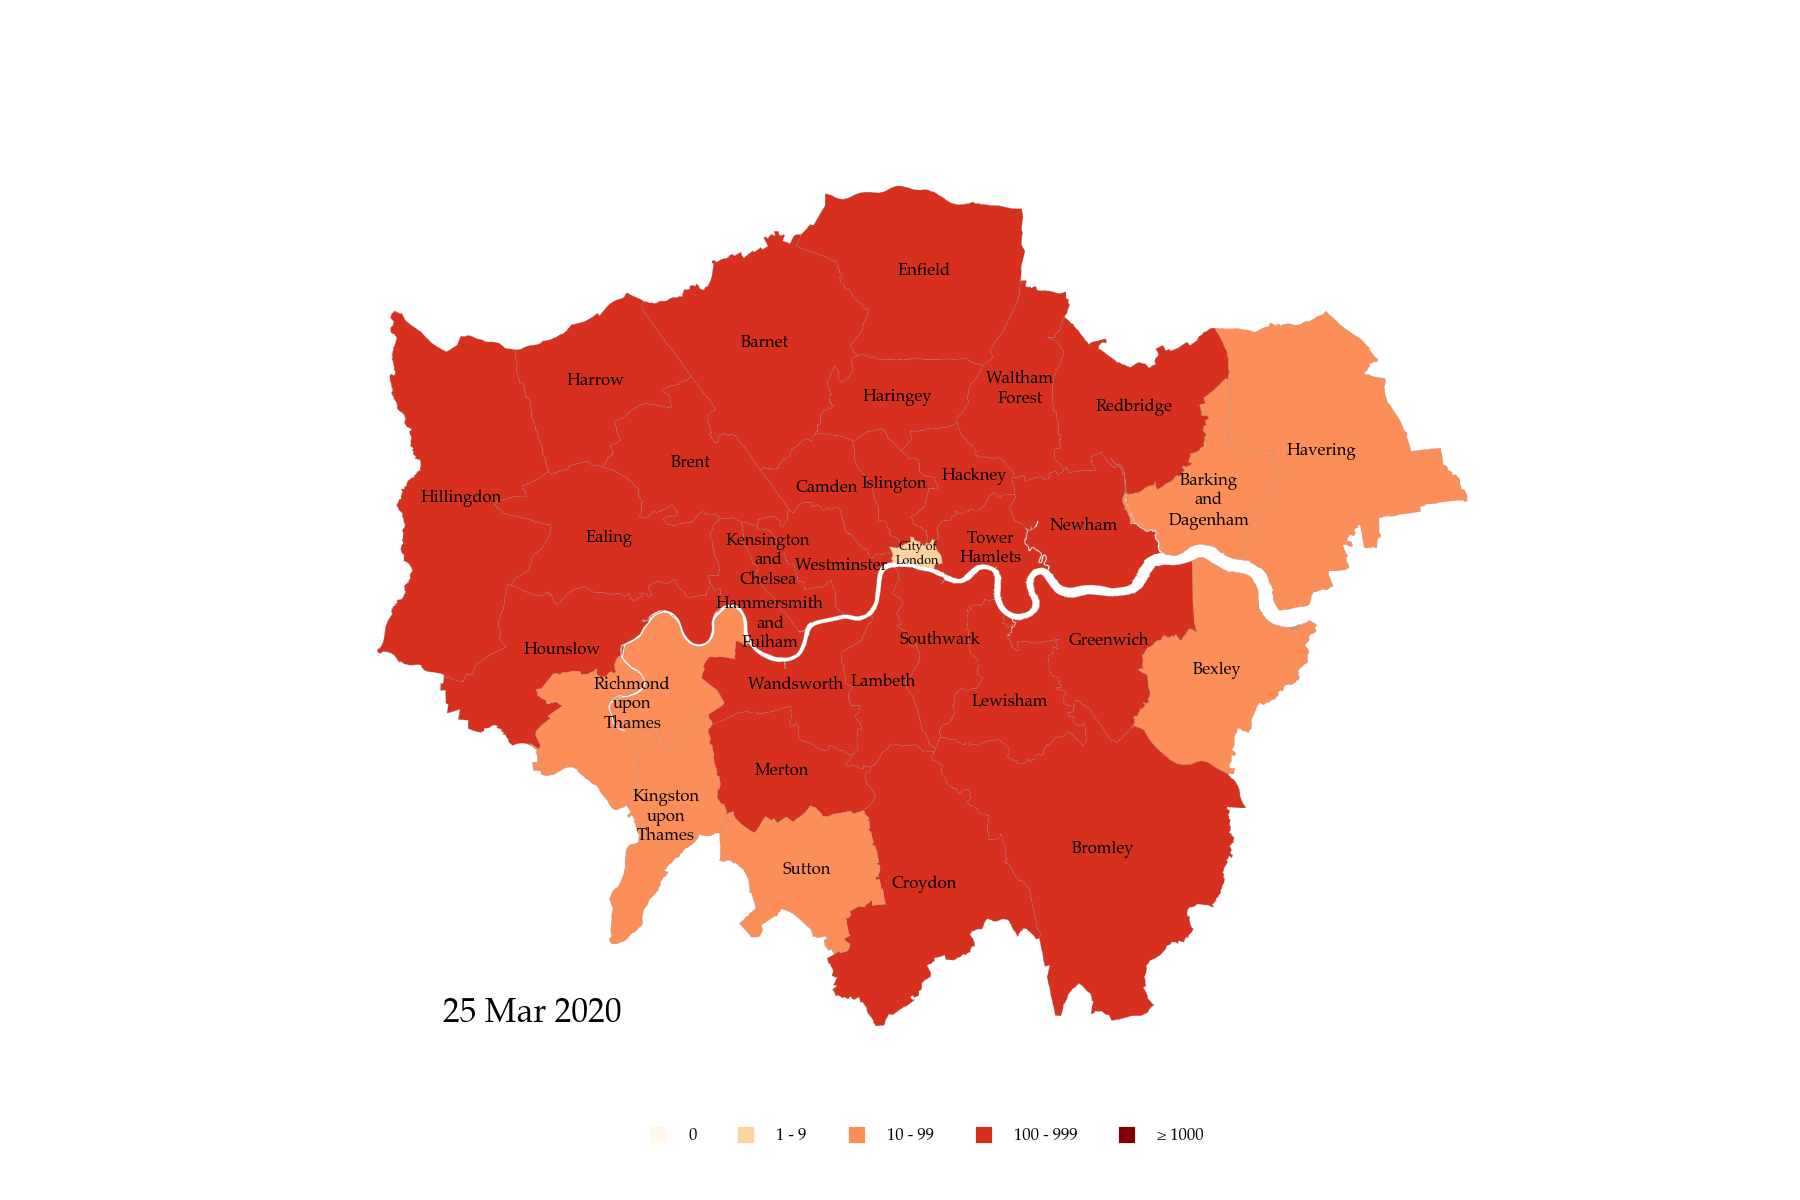 Enfield
Barnet
Harrow
Haringey
Waltham
Forest
Redbridge
Havering
Brent
Camden
Islington
Hackney
Hillingdon
Barking
and
Dagenham
Ealing
Kensington
and
Chelsea
Westminster
City of
London
Tower
Hamlets
Newham
Hammersmith
and
Fulham
Hounslow
Southwark
Greenwich
Bexley
Richmond
upon
Thames
Wandsworth
Lambeth
Lewisham
Merton
Kingston
upon
Thames
Sutton
Croydon
Bromley
25 Mar 2020
0 1 - 9 10 - 99 100 - 999 ≥ 1000